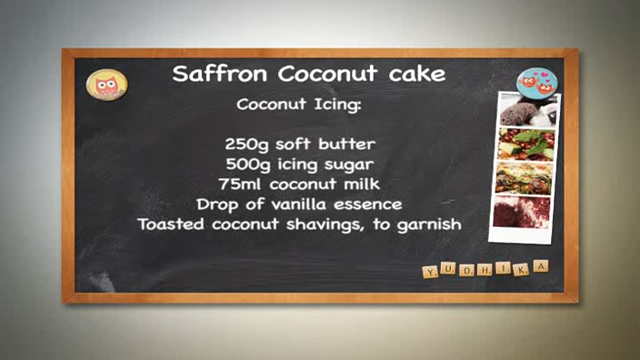 Saffron Coconut cake
Coconut Icing:
250g soft butter
500g icing sugar
75ml coconut milk
Drop of vanilla essence
Toasted coconut shavings, to garnish
YUDHIKA